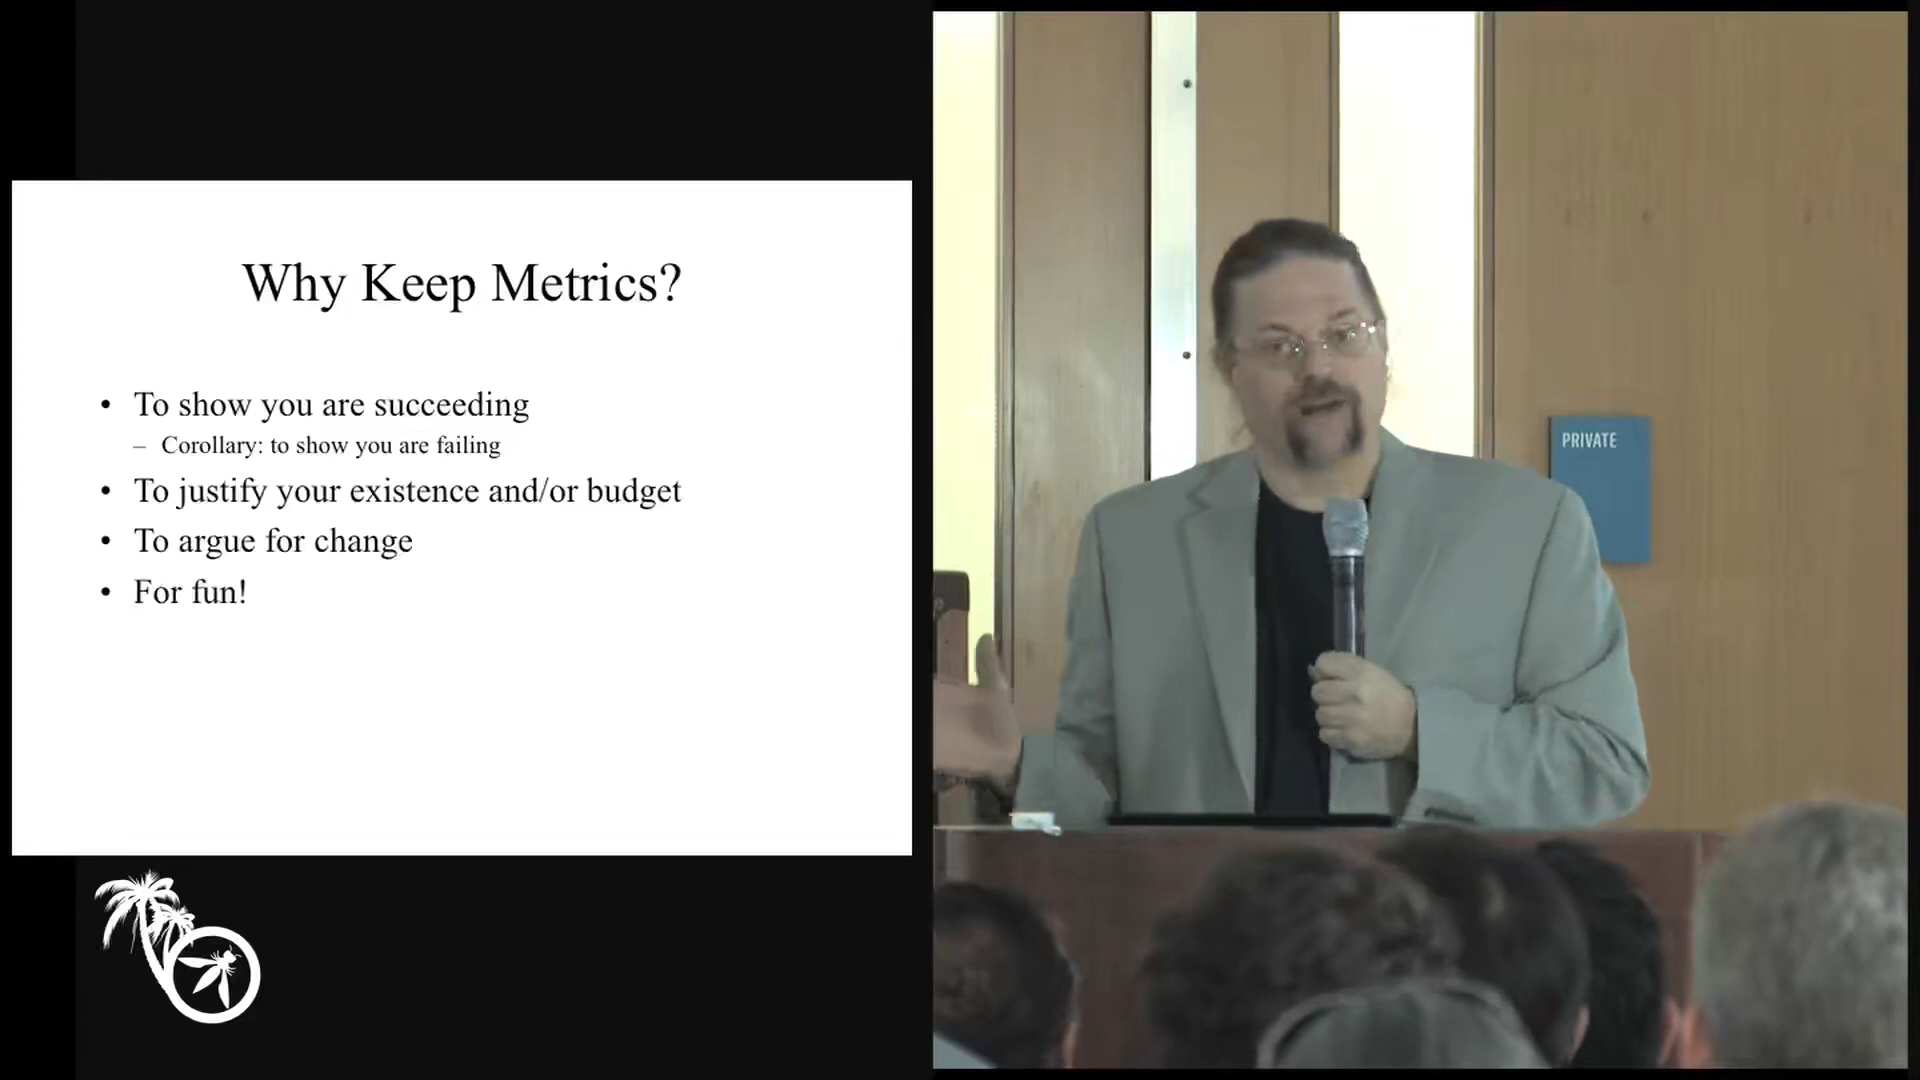 Why Keep Metrics?
• To show you are succeeding
– Corollary: to show you are failing
• To justify your existence and/or budget
• To argue for change
• For fun!
PRIVATE